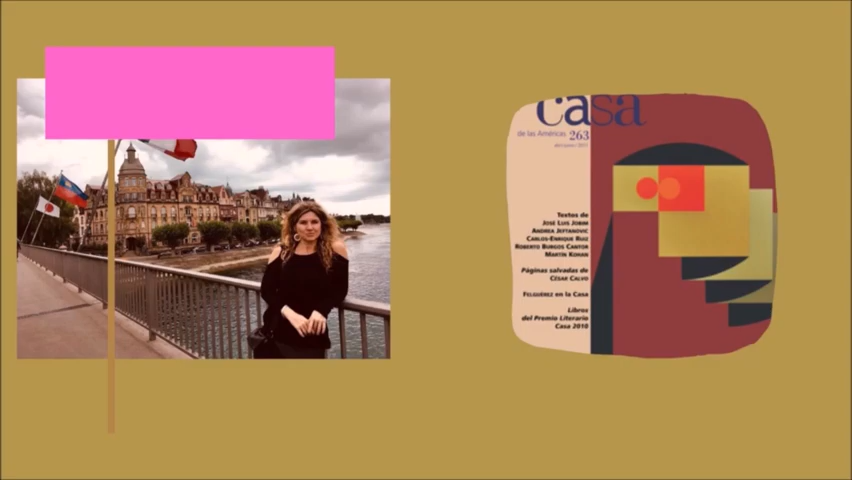 casa
de las Américas 263
Textos de
JOSÉ LUIS JOBIM
ANDREA JEFTANOVIC
CARLOS-ENRIQUE RUIZ
ROBERTO BURGOS CANTOR
MARTÍN KOHAN
Páginas salvadas de
CÉSAR CALVO
FELGUÉREZ en la Casa
Libros
del Premio Literario
Casa 2010